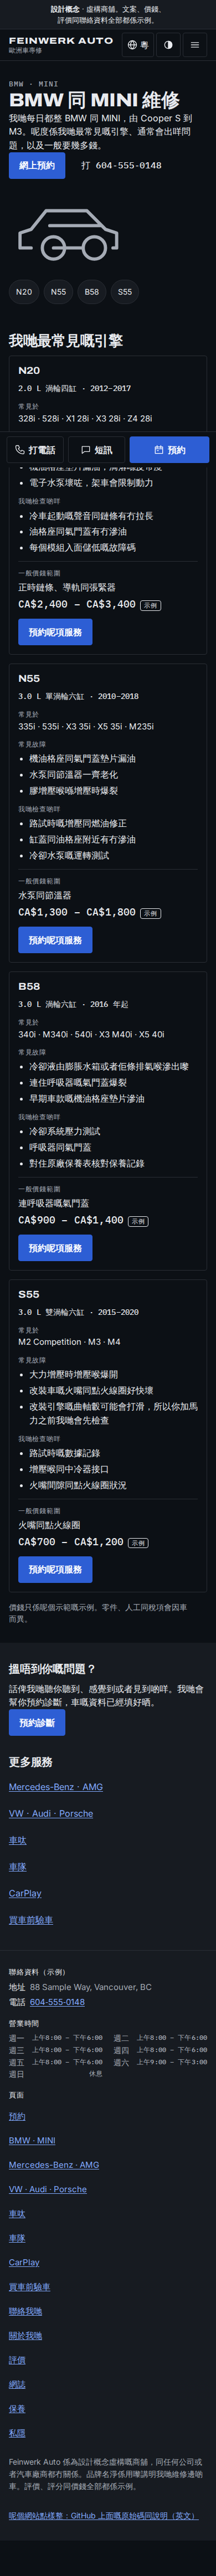 設計概念 · 虛構商舖。文案、價錢、
評價同聯絡資料全部都係示例。
FEINWERK AUTO
歐洲車專修
粵
BMW · MINI
BMW 同 MINI 維修
我哋每日都整 BMW 同 MINI，由 Cooper S 到
M3。呢度係我哋最常見嘅引擎、通常會出咩問
題，以及一般要幾多錢。
網上預約
打 604-555-0148
N20
N55
B58
S55
我哋最常見嘅引擎
N20
2.0 L 渦輪四缸 · 2012–2017
常見於
328i · 528i · X1 28i · X3 28i · Z4 28i
打電話
短訊
預約
電子水泵壞咗，架車會限制動力
我哋檢查啲咩
冷車起動嘅聲音同鏈條有冇拉長
油格座同氣門蓋有冇滲油
每個模組入面儲低嘅故障碼
一般價錢範圍
正時鏈條、導軌同張緊器
CA$2,400 – CA$3,400 示例
預約呢項服務
N55
3.0 L 單渦輪六缸 · 2010–2018
常見於
335i · 535i · X3 35i · X5 35i · M235i
常見故障
機油格座同氣門蓋墊片漏油
水泵同節溫器一齊老化
膠增壓喉喺增壓時爆裂
我哋檢查啲咩
路試時嘅增壓同燃油修正
缸蓋同油格座附近有冇滲油
冷卻水泵嘅運轉測試
一般價錢範圍
水泵同節溫器
CA$1,300 – CA$1,800 示例
預約呢項服務
B58
3.0 L 渦輪六缸 · 2016 年起
常見於
340i · M340i · 540i · X3 M40i · X5 40i
常見故障
冷卻液由膨脹水箱或者佢條排氣喉滲出嚟
連住呼吸器嘅氣門蓋爆裂
早期車款嘅機油格座墊片滲油
我哋檢查啲咩
冷卻系統壓力測試
呼吸器同氣門蓋
對住原廠保養表核對保養記錄
一般價錢範圍
連呼吸器嘅氣門蓋
CA$900 – CA$1,400 示例
預約呢項服務
S55
3.0 L 雙渦輪六缸 · 2015–2020
常見於
M2 Competition · M3 · M4
常見故障
大力增壓時增壓喉爆開
改裝車嘅火嘴同點火線圈好快壞
改裝引擎嘅曲軸轂可能會打滑，所以你加馬
力之前我哋會先檢查
我哋檢查啲咩
路試時嘅數據記錄
增壓喉同中冷器接口
火嘴間隙同點火線圈狀況
一般價錢範圍
火嘴同點火線圈
CA$700 – CA$1,200 示例
預約呢項服務
價錢只係呢個示範嘅示例。零件、人工同稅項會因車
而異。
搵唔到你嘅問題？
話俾我哋聽你聽到、感覺到或者見到啲咩。我哋會
幫你預約診斷，車嘅資料已經填好晒。
預約診斷
更多服務
Mercedes-Benz · AMG
VW · Audi · Porsche
車呔
車隊
CarPlay
買車前驗車
聯絡資料（示例）
地址 88 Sample Way, Vancouver, BC
電話 604-555-0148
營業時間
週一 上午8:00 – 下午6:00 週二 上午8:00 – 下午6:00
週三 上午8:00 – 下午6:00 週四 上午8:00 – 下午6:00
週五 上午8:00 – 下午6:00 週六 上午9:00 – 下午3:00
週日 休息
頁面
預約
BMW · MINI
Mercedes-Benz · AMG
VW · Audi · Porsche
車呔
車隊
CarPlay
買車前驗車
聯絡我哋
關於我哋
評價
網誌
保養
私隱
Feinwerk Auto 係為設計概念虛構嘅商舖，同任何公司或
者汽車廠商都冇關係。品牌名淨係用嚟講明我哋維修邊啲
車。評價、評分同價錢全部都係示例。
呢個網站點樣整：GitHub 上面嘅原始碼同說明（英文）